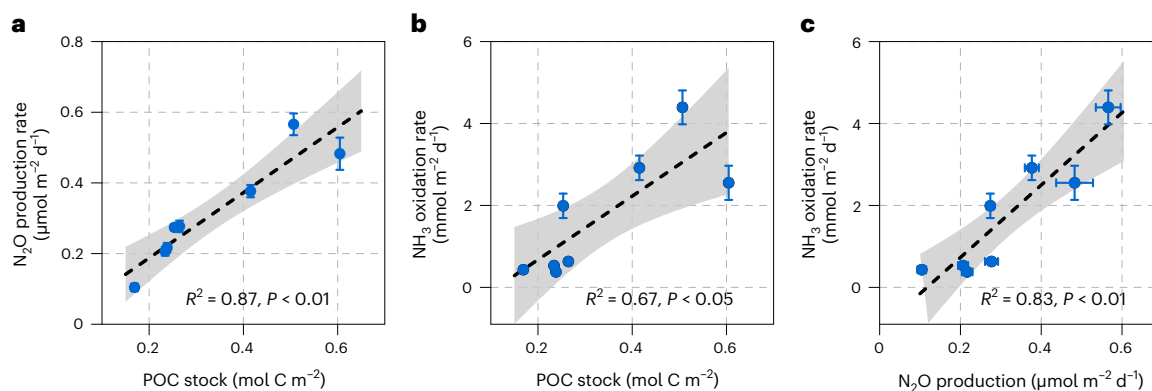 a
N₂O production rate
(µmol m⁻² d⁻¹)
0.8
0.6
0.4
0.2
0
R² = 0.87, P < 0.01
0.2
0.4
0.6
POC stock (mol C m⁻²)
b
NH₃ oxidation rate
(mmol m⁻² d⁻¹)
6
4
2
0
R² = 0.67, P < 0.05
0.2
0.4
0.6
POC stock (mol C m⁻²)
c
NH₃ oxidation rate
(mmol m⁻² d⁻¹)
6
4
2
0
R² = 0.83, P < 0.01
0
0.2
0.4
0.6
N₂O production (µmol m⁻² d⁻¹)